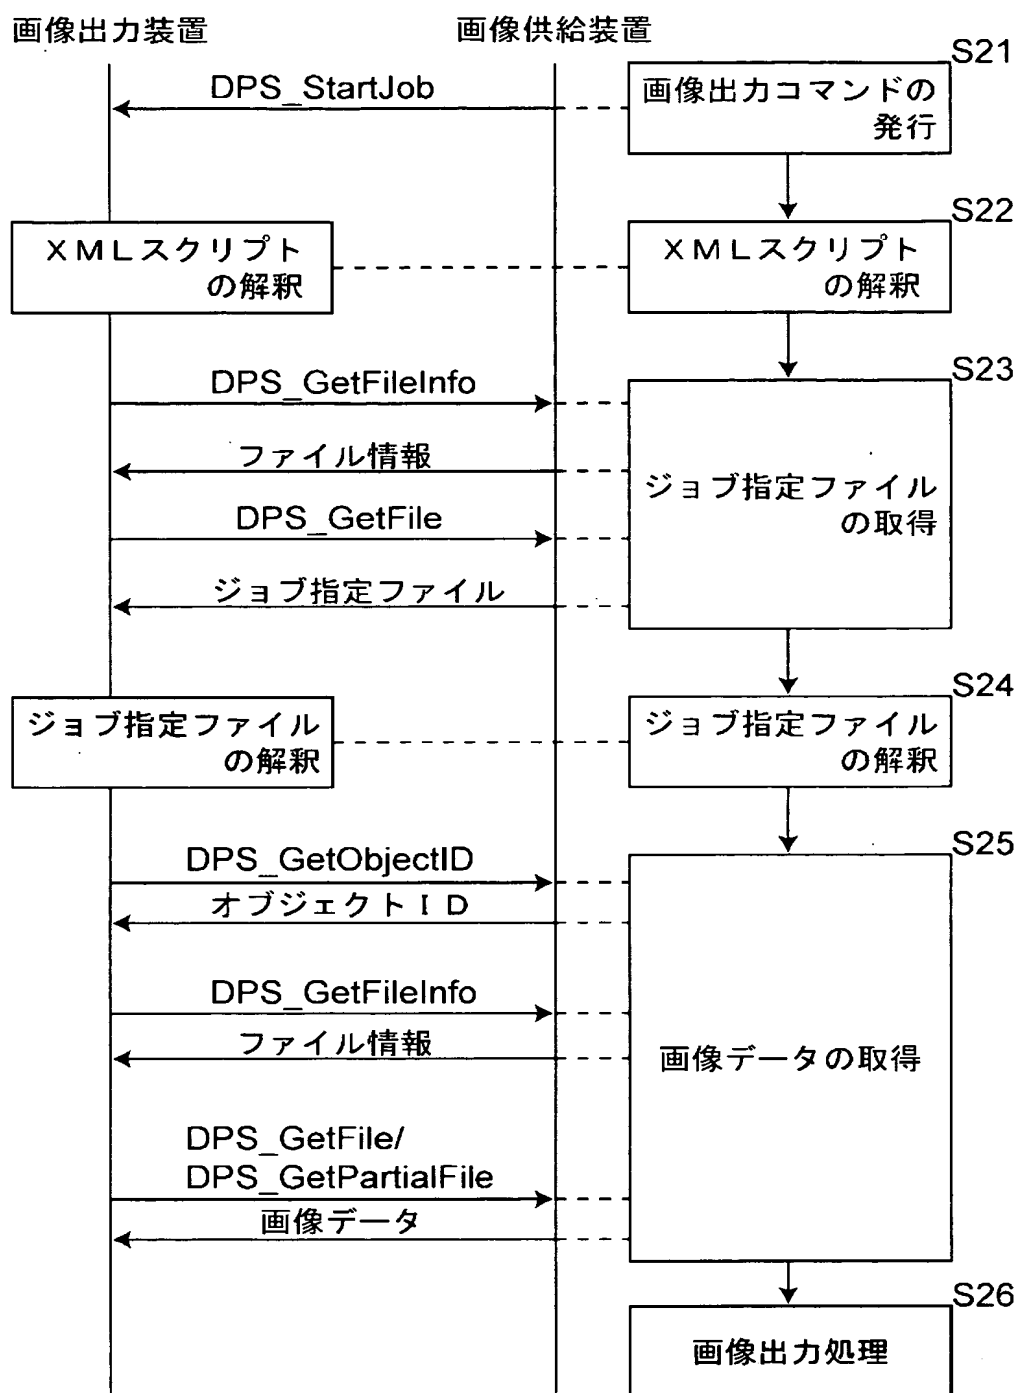 画像出力装置
画像供給装置
S21
DPS_StartJob
画像出力コマンドの
発行
S22
XMLスクリプト
の解釈
XMLスクリプト
の解釈
S23
DPS_GetFileInfo
ファイル情報
DPS_GetFile
ジョブ指定ファイル
ジョブ指定ファイル
の取得
S24
ジョブ指定ファイル
の解釈
ジョブ指定ファイル
の解釈
S25
DPS_GetObjectID
オブジェクトID
DPS_GetFileInfo
ファイル情報
画像データの取得
DPS_GetFile/
DPS_GetPartialFile
画像データ
S26
画像出力処理